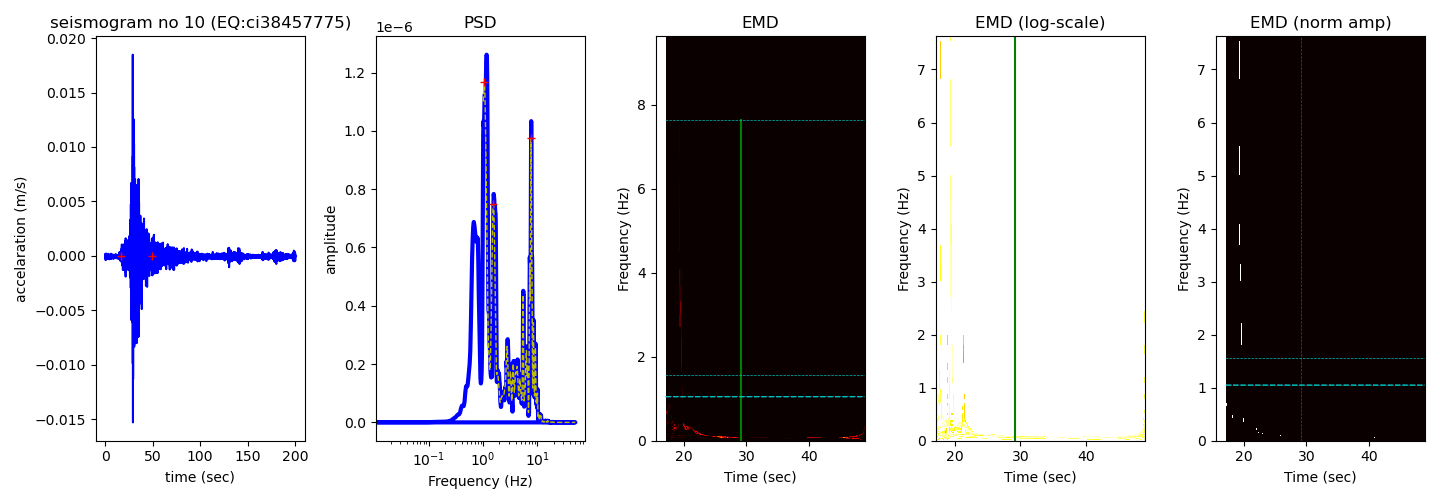 seismogram no 10 (EQ:ci38457775)
PSD
EMD
EMD (log-scale)
EMD (norm amp)
1e−6
accelaration (m/s)
0.020
0.015
0.010
0.005
0.000
−0.005
−0.010
−0.015
0 50 100 150 200
time (sec)
amplitude
1.2
1.0
0.8
0.6
0.4
0.2
0.0
10⁻¹ 10⁰ 10¹
Frequency (Hz)
Frequency (Hz)
8
6
4
2
0
20 30 40
Time (sec)
Frequency (Hz)
7
6
5
4
3
2
1
0
20 30 40
Time (sec)
Frequency (Hz)
7
6
5
4
3
2
1
0
20 30 40
Time (sec)